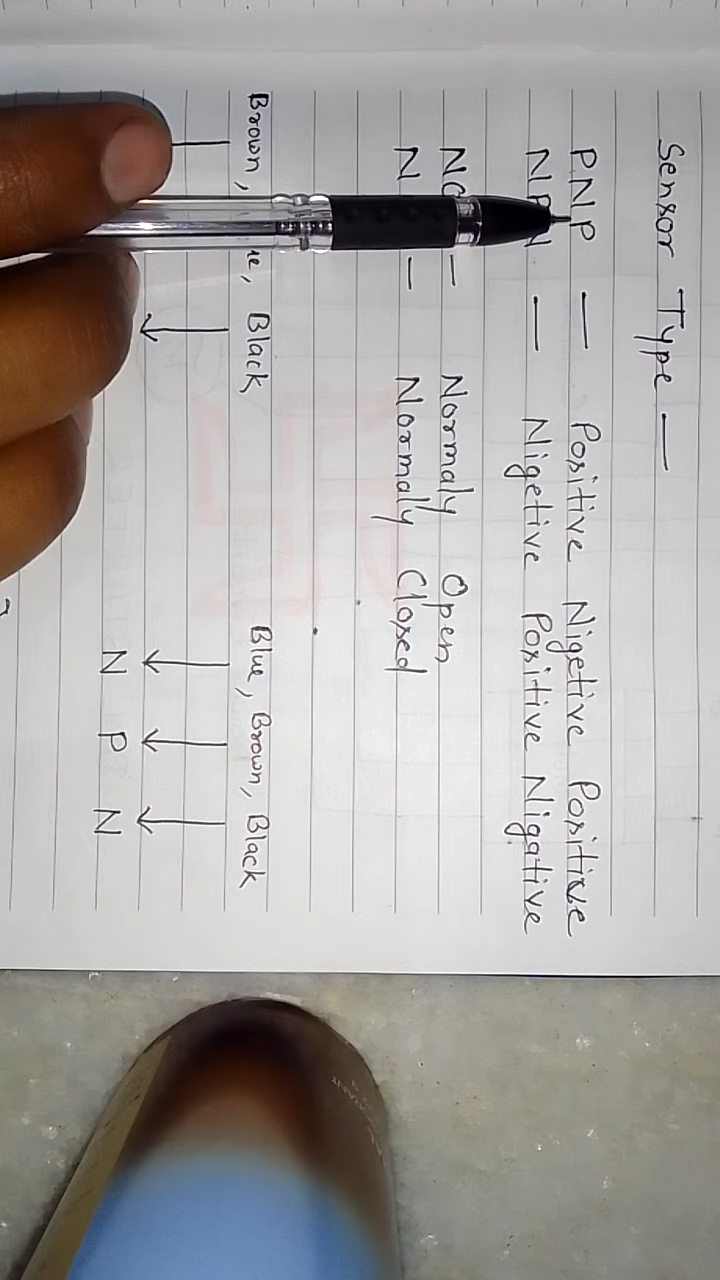 Sensor Type —
PNP — Positive Nigetive Positive
NPN — Nigetive Positive Nigative
NO — Normaly Open
N — Normaly Closed
Brown, Black
Blue, Brown, Black
N P N